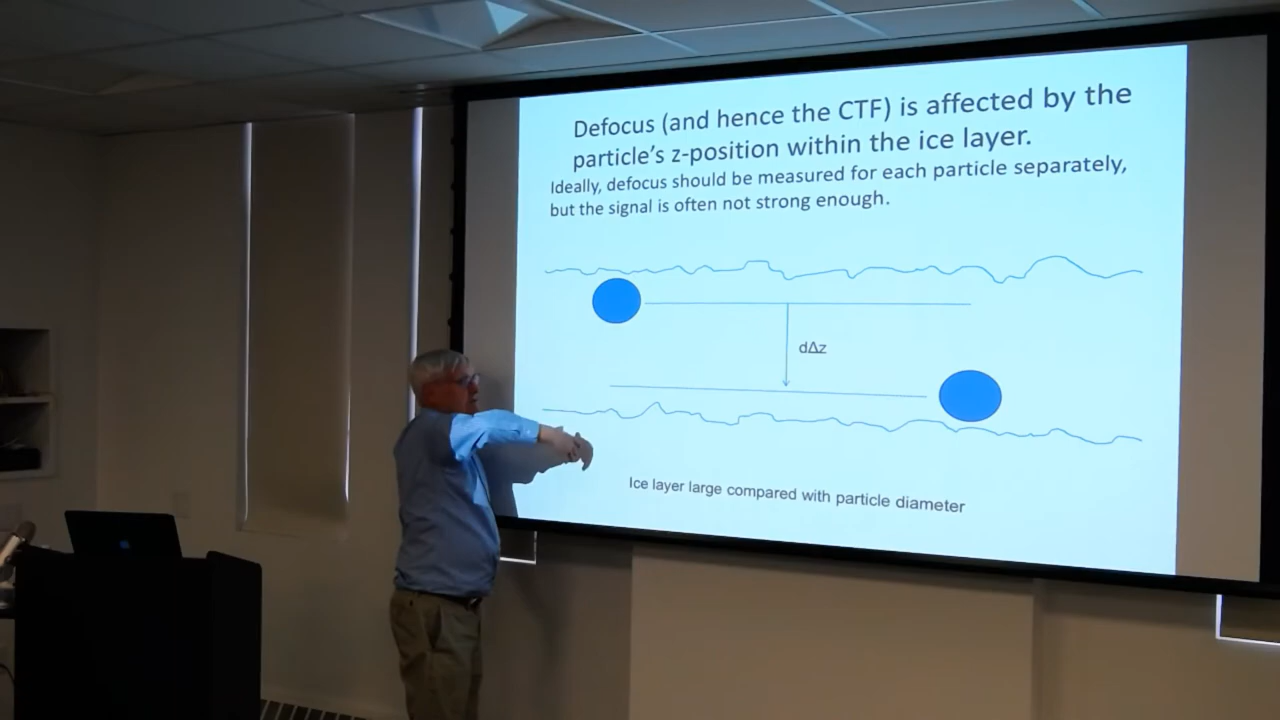 Defocus (and hence the CTF) is affected by the
particle's z-position within the ice layer.
Ideally, defocus should be measured for each particle separately,
but the signal is often not strong enough.
dΔz
Ice layer large compared with particle diameter